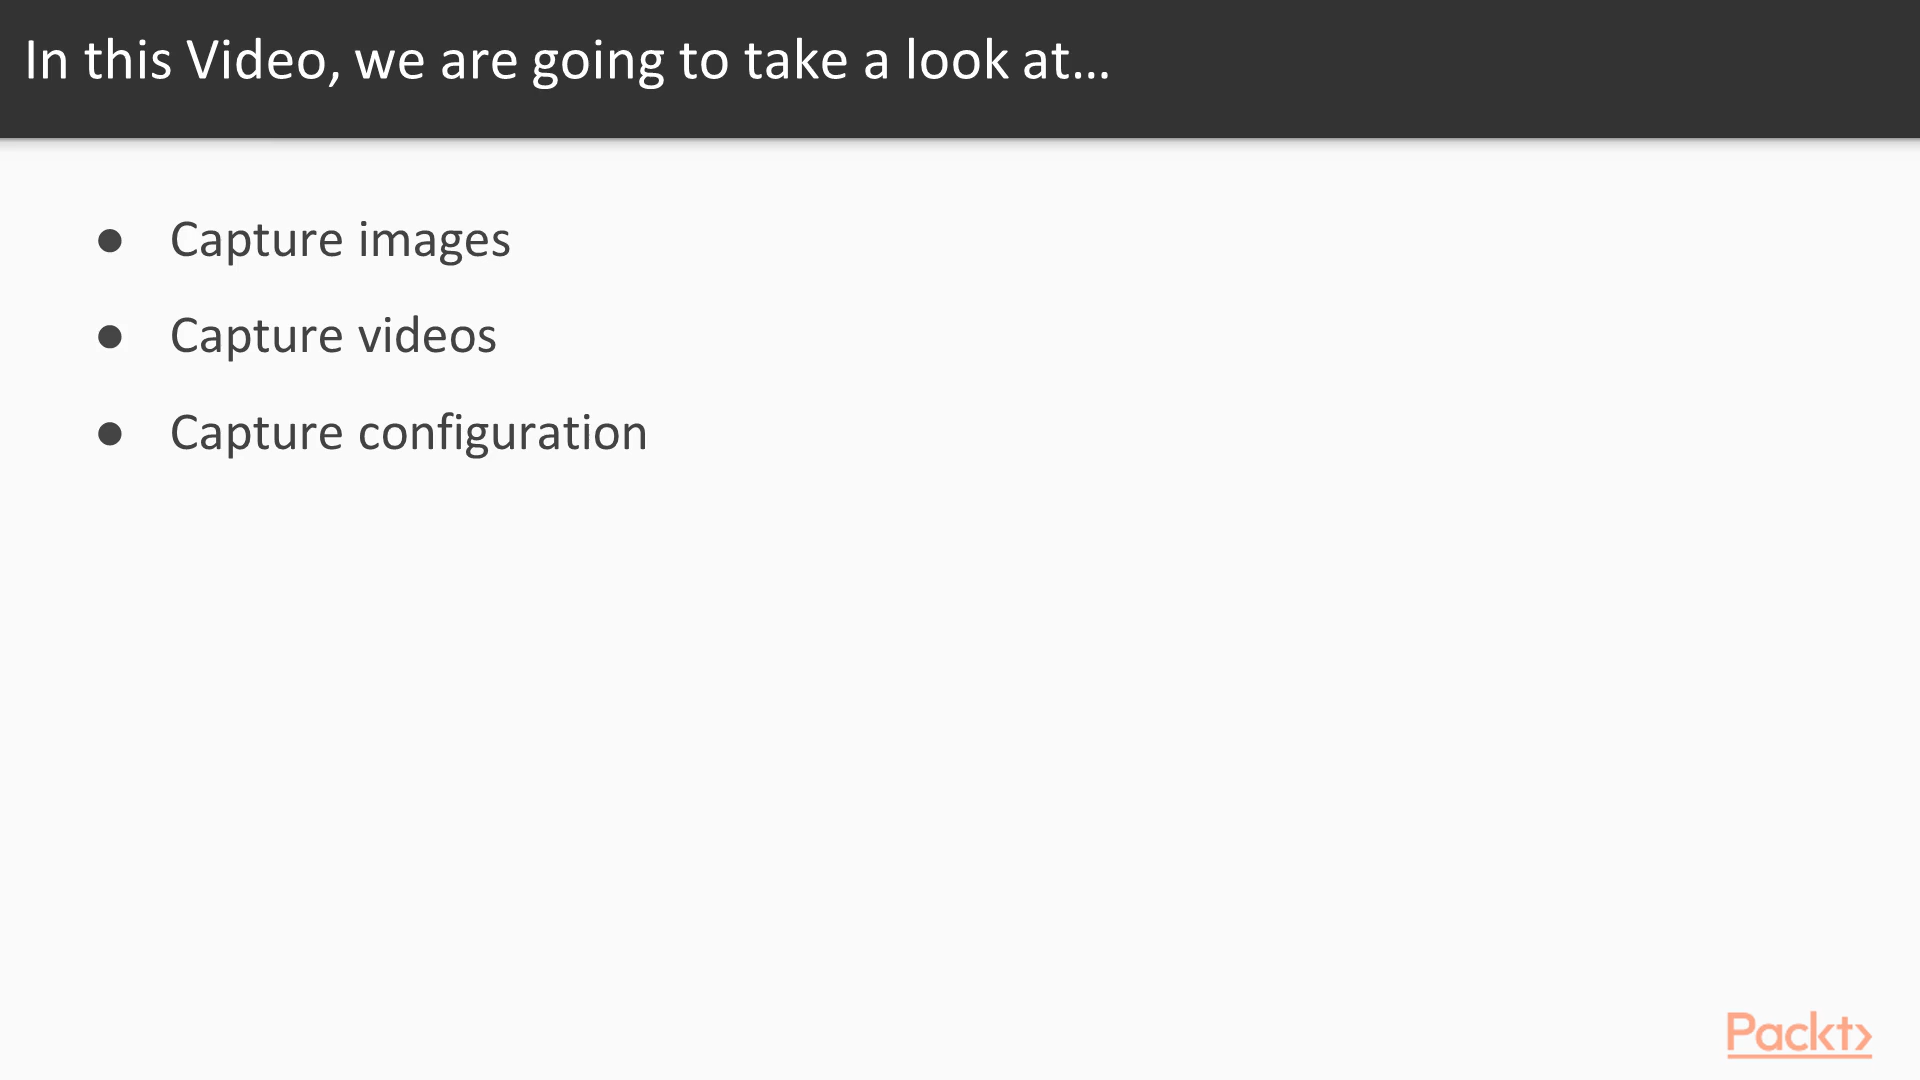 In this Video, we are going to take a look at...
● Capture images
● Capture videos
● Capture configuration
Packt>